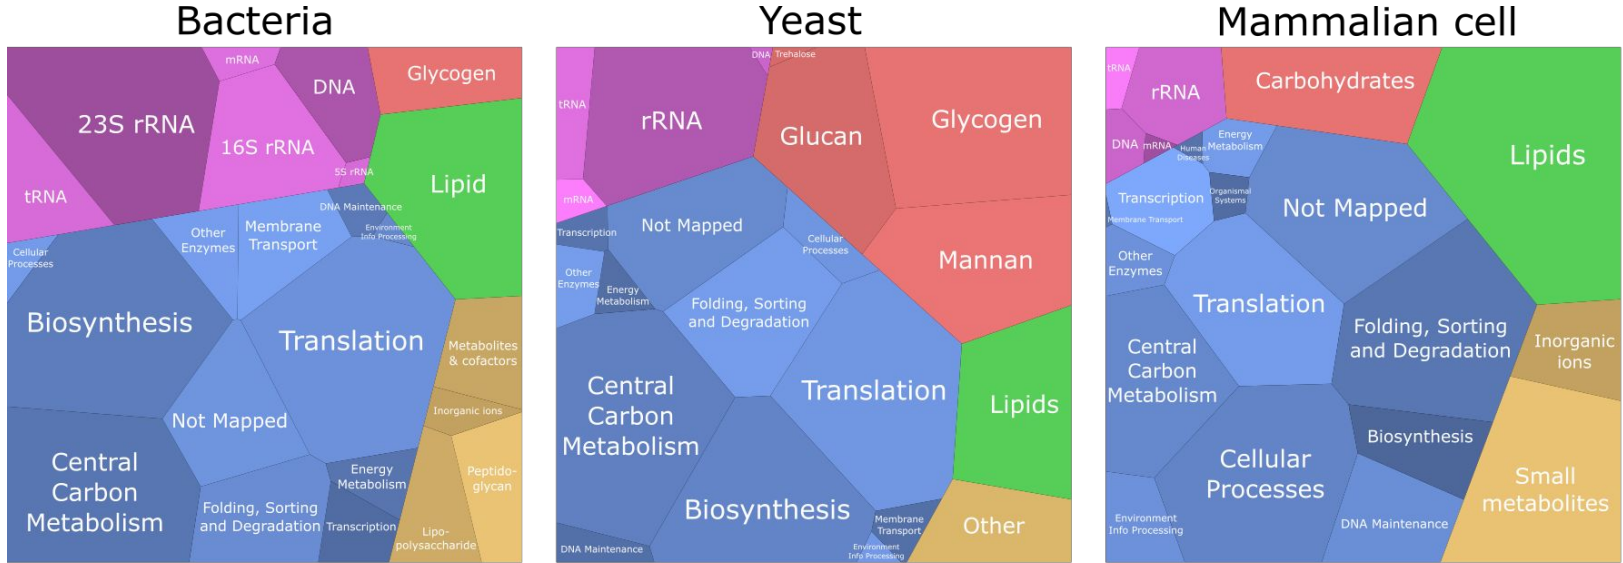 Bacteria
23S rRNA
mRNA
DNA
Glycogen
16S rRNA
5S rRNA
tRNA
Lipid
DNA Maintenance
Environment
Info Processing
Cellular
Processes
Other
Enzymes
Membrane
Transport
Biosynthesis
Translation
Metabolites
& cofactors
Inorganic ions
Not Mapped
Central
Carbon
Metabolism
Folding, Sorting
and Degradation
Energy
Metabolism
Transcription
Peptido-
glycan
Lipo-
polysaccharide
Yeast
tRNA
rRNA
DNA
Trehalose
Glucan
Glycogen
mRNA
Transcription
Not Mapped
Cellular
Processes
Mannan
Other
Enzymes
Energy
Metabolism
Folding, Sorting
and Degradation
Central
Carbon
Metabolism
Translation
Lipids
Biosynthesis
Membrane
Transport
Other
DNA Maintenance
Environment
Info Processing
Mammalian cell
tRNA
rRNA
Carbohydrates
Lipids
DNA
mRNA
Human
Diseases
Energy
Metabolism
Transcription
Organismal
Systems
Membrane Transport
Not Mapped
Other
Enzymes
Translation
Folding, Sorting
and Degradation
Inorganic
ions
Central
Carbon
Metabolism
Biosynthesis
Cellular
Processes
Small
metabolites
Environment
Info Processing
DNA Maintenance